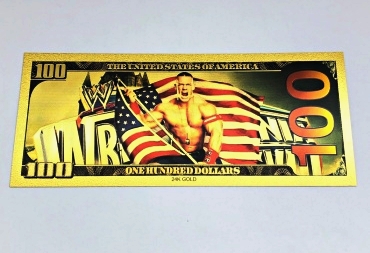 100
THE UNITED STATES OF AMERICA
W
100
100
ONE HUNDRED DOLLARS
24K GOLD